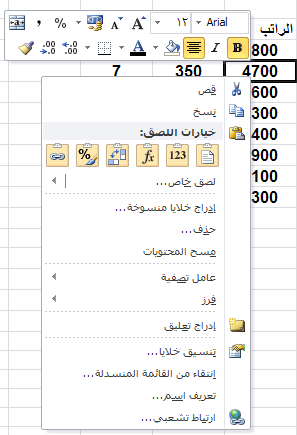 Arial ١٢
الراتب
800
4700 350 7
600
300
400
900
100
300
قص
نسخ
خيارات اللصق:
123
لصق خاص...
إدراج خلايا منسوخة...
حذف...
مسح المحتويات
عامل تصفية
فرز
إدراج تعليق
تنسيق خلايا...
إنتقاء من القائمة المنسدلة...
تعريف اسم...
ارتباط تشعبي...